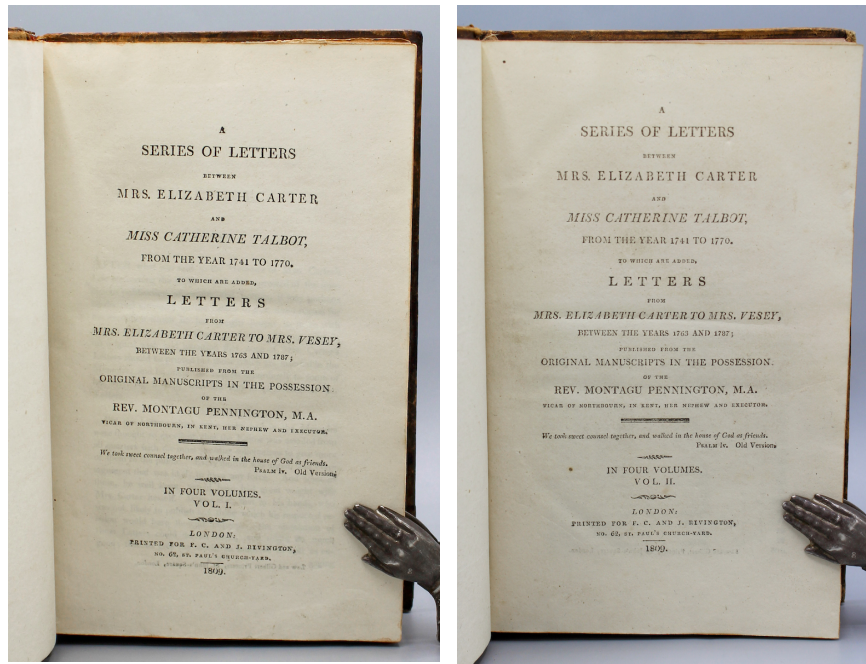 A
SERIES OF LETTERS
BETWEEN
MRS. ELIZABETH CARTER
AND
MISS CATHERINE TALBOT,
FROM THE YEAR 1741 TO 1770.
TO WHICH ARE ADDED,
LETTERS
FROM
MRS. ELIZABETH CARTER TO MRS. VESEY,
BETWEEN THE YEARS 1763 AND 1787;
PUBLISHED FROM THE
ORIGINAL MANUSCRIPTS IN THE POSSESSION
OF THE
REV. MONTAGU PENNINGTON, M.A.
VICAR OF NORTHBOURN, IN KENT, HER NEPHEW AND EXECUTOR.
We took sweet counsel together, and walked in the house of God as friends.
PSALM lv. Old Version.
IN FOUR VOLUMES.
VOL. I.
LONDON:
PRINTED FOR F. C. AND J. RIVINGTON,
NO. 62, ST. PAUL'S CHURCH-YARD.
1809.
A
SERIES OF LETTERS
BETWEEN
MRS. ELIZABETH CARTER
AND
MISS CATHERINE TALBOT,
FROM THE YEAR 1741 TO 1770.
TO WHICH ARE ADDED,
LETTERS
FROM
MRS. ELIZABETH CARTER TO MRS. VESEY,
BETWEEN THE YEARS 1763 AND 1787;
PUBLISHED FROM THE
ORIGINAL MANUSCRIPTS IN THE POSSESSION
OF THE
REV. MONTAGU PENNINGTON, M.A.
VICAR OF NORTHBOURN, IN KENT, HER NEPHEW AND EXECUTOR.
We took sweet counsel together, and walked in the house of God as friends.
PSALM lv. Old Version.
IN FOUR VOLUMES.
VOL. II.
LONDON:
PRINTED FOR F. C. AND J. RIVINGTON,
NO. 62, ST. PAUL'S CHURCH-YARD.
1809.